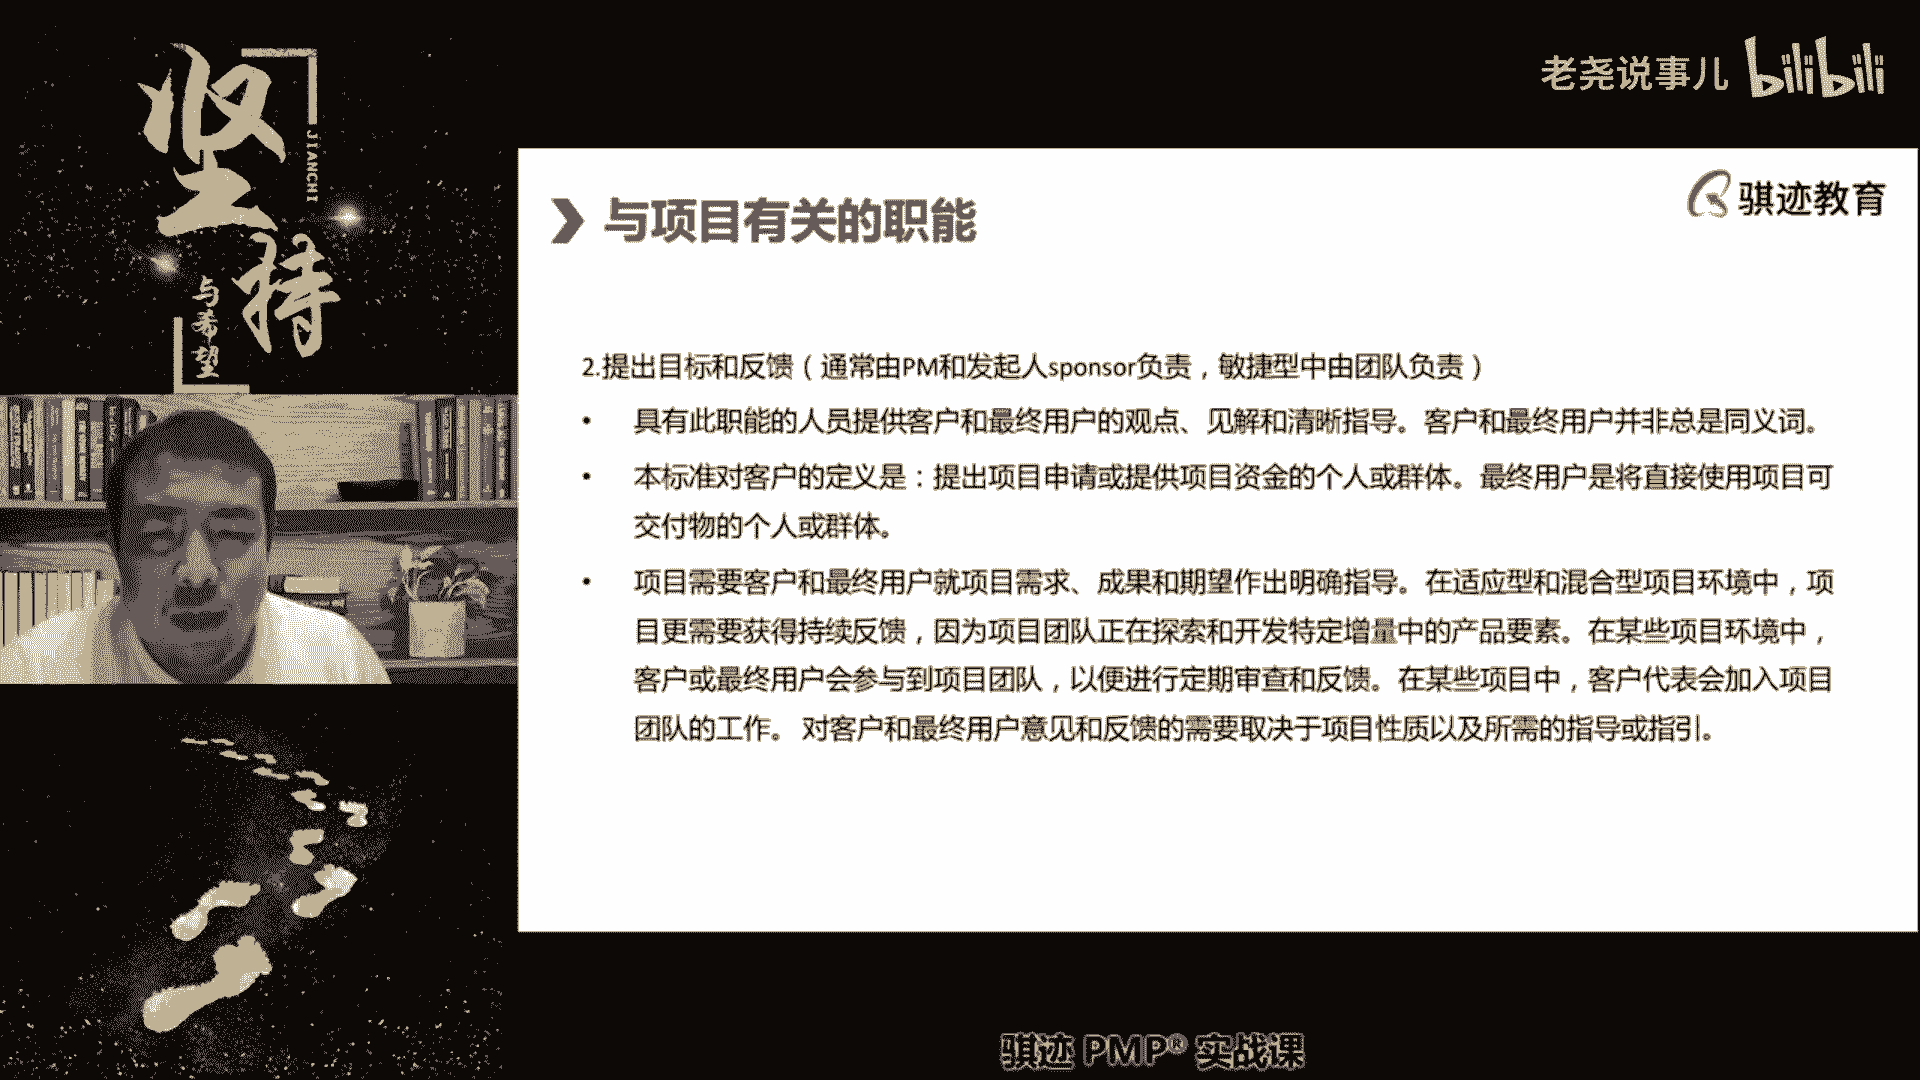 坚持
JIANCHI
与希望
老尧说事儿 bilibili
骐迹教育
与项目有关的职能
2.提出目标和反馈（通常由PM和发起人sponsor负责，敏捷型中由团队负责）
• 具有此职能的人员提供客户和最终用户的观点、见解和清晰指导。客户和最终用户并非总是同义词。
• 本标准对客户的定义是：提出项目申请或提供项目资金的个人或群体。最终用户是将直接使用项目可
交付物的个人或群体。
• 项目需要客户和最终用户就项目需求、成果和期望作出明确指导。在适应型和混合型项目环境中，项
目更需要获得持续反馈，因为项目团队正在探索和开发特定增量中的产品要素。在某些项目环境中，
客户或最终用户会参与到项目团队，以便进行定期审查和反馈。在某些项目中，客户代表会加入项目
团队的工作。 对客户和最终用户意见和反馈的需要取决于项目性质以及所需的指导或指引。
骐迹 PMP® 实战课